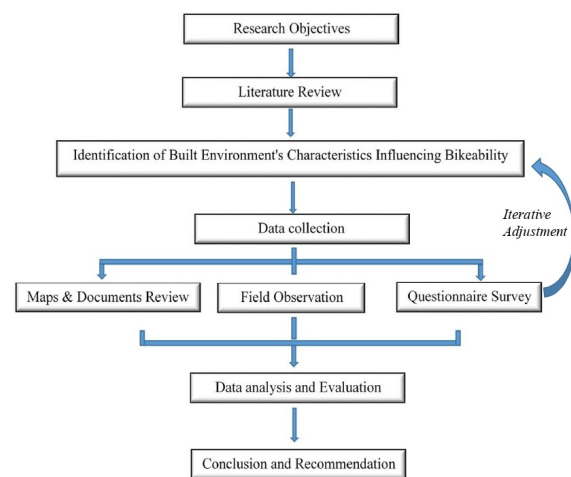 Research Objectives
Literature Review
Identification of Built Environment's Characteristics Influencing Bikeability
Iterative
Adjustment
Data collection
Maps & Documents Review
Field Observation
Questionnaire Survey
Data analysis and Evaluation
Conclusion and Recommendation